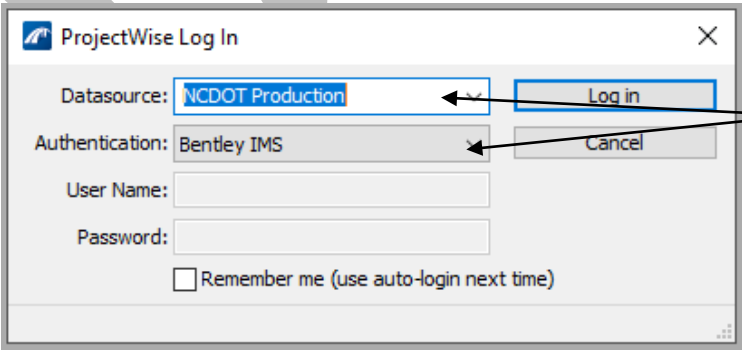 ProjectWise Log In
Datasource: NCDOT Production Log in
Authentication: Bentley IMS Cancel
User Name:
Password:
Remember me (use auto-login next time)